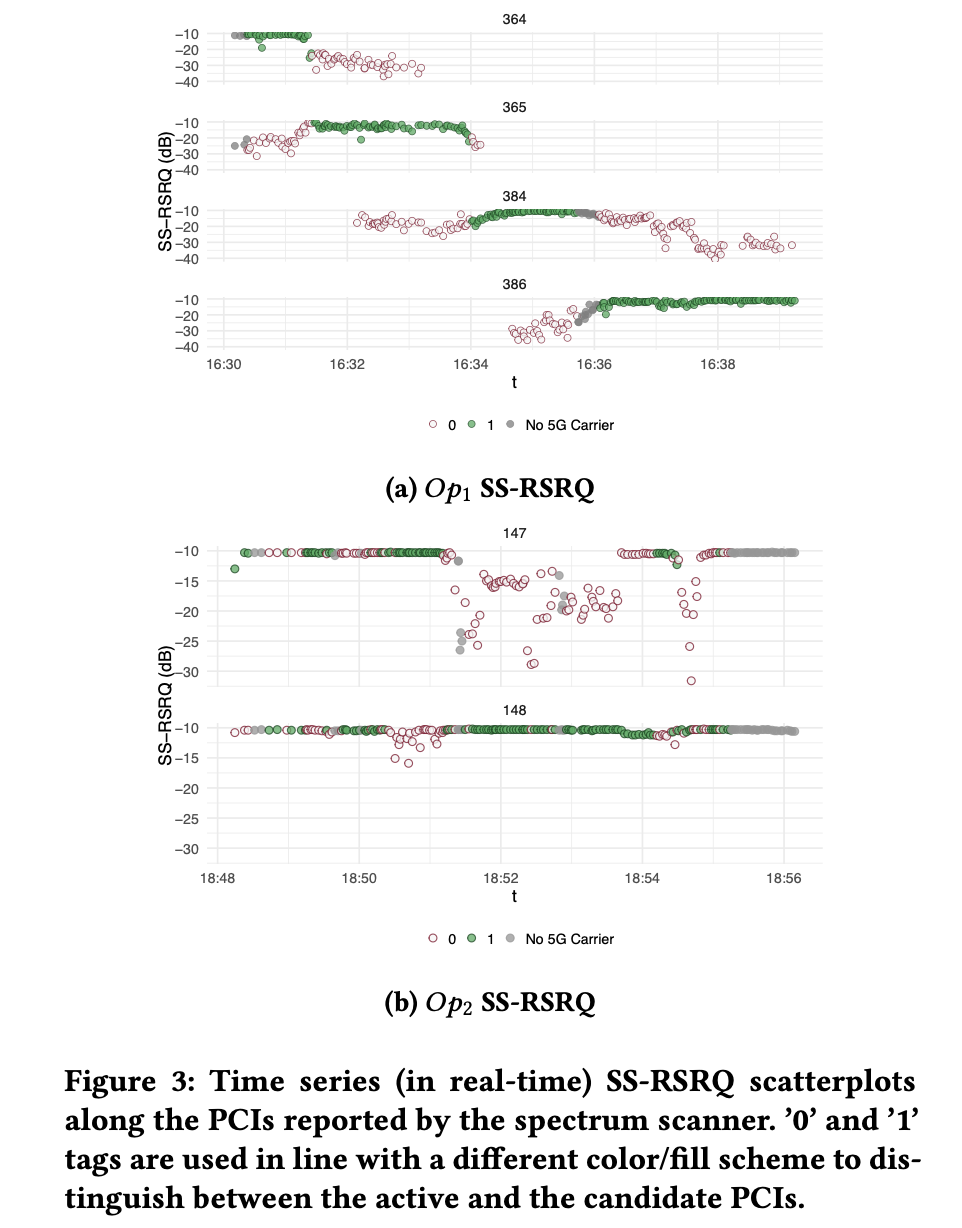 364
−10
−20
−30
−40
365
−10
−20
−30
−40
SS−RSRQ (dB)
384
−10
−20
−30
−40
386
−10
−20
−30
−40
16:30 16:32 16:34 16:36 16:38
t
0 1 No 5G Carrier
(a) Op1 SS-RSRQ
147
−10
−15
−20
−25
−30
SS−RSRQ (dB)
148
−10
−15
−20
−25
−30
18:48 18:50 18:52 18:54 18:56
t
0 1 No 5G Carrier
(b) Op2 SS-RSRQ
Figure 3: Time series (in real-time) SS-RSRQ scatterplots
along the PCIs reported by the spectrum scanner. ’0’ and ’1’
tags are used in line with a different color/fill scheme to dis-
tinguish between the active and the candidate PCIs.